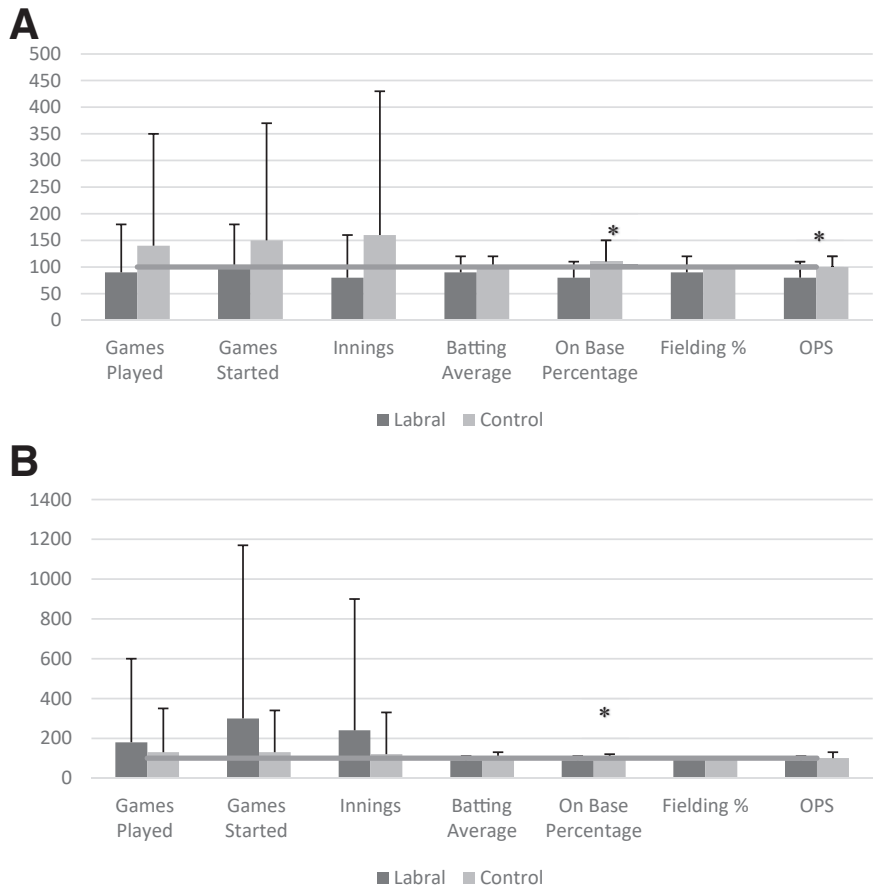 A
500
450
400
350
300
250
200
150
100
50
0
*
*
Games Played
Games Started
Innings
Batting Average
On Base Percentage
Fielding %
OPS
Labral Control
B
1400
1200
1000
800
600
400
200
0
*
Games Played
Games Started
Innings
Batting Average
On Base Percentage
Fielding %
OPS
Labral Control